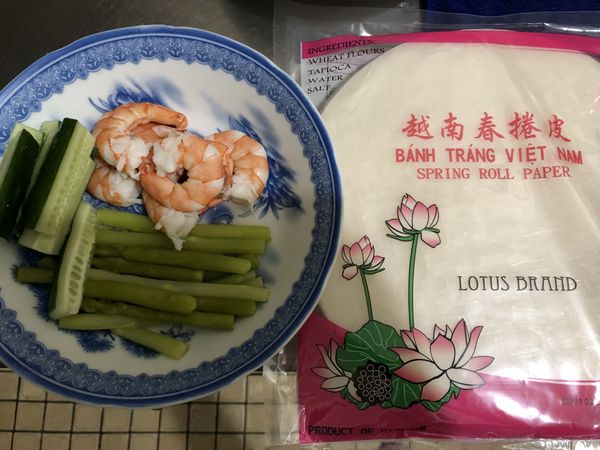 INGREDIENTS:
WHEAT FLOURS
TAPIOCA
WATER
SALT
越南春捲皮
BÁNH TRÁNG VIỆT NAM
SPRING ROLL PAPER
LOTUS BRAND
PRODUCT OF